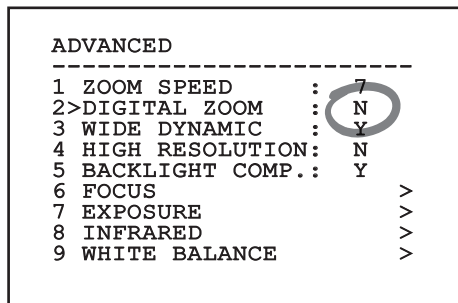 ADVANCED
-------------------------
1 ZOOM SPEED : 7
2>DIGITAL ZOOM : N
3 WIDE DYNAMIC : Y
4 HIGH RESOLUTION: N
5 BACKLIGHT COMP.: Y
6 FOCUS >
7 EXPOSURE >
8 INFRARED >
9 WHITE BALANCE >